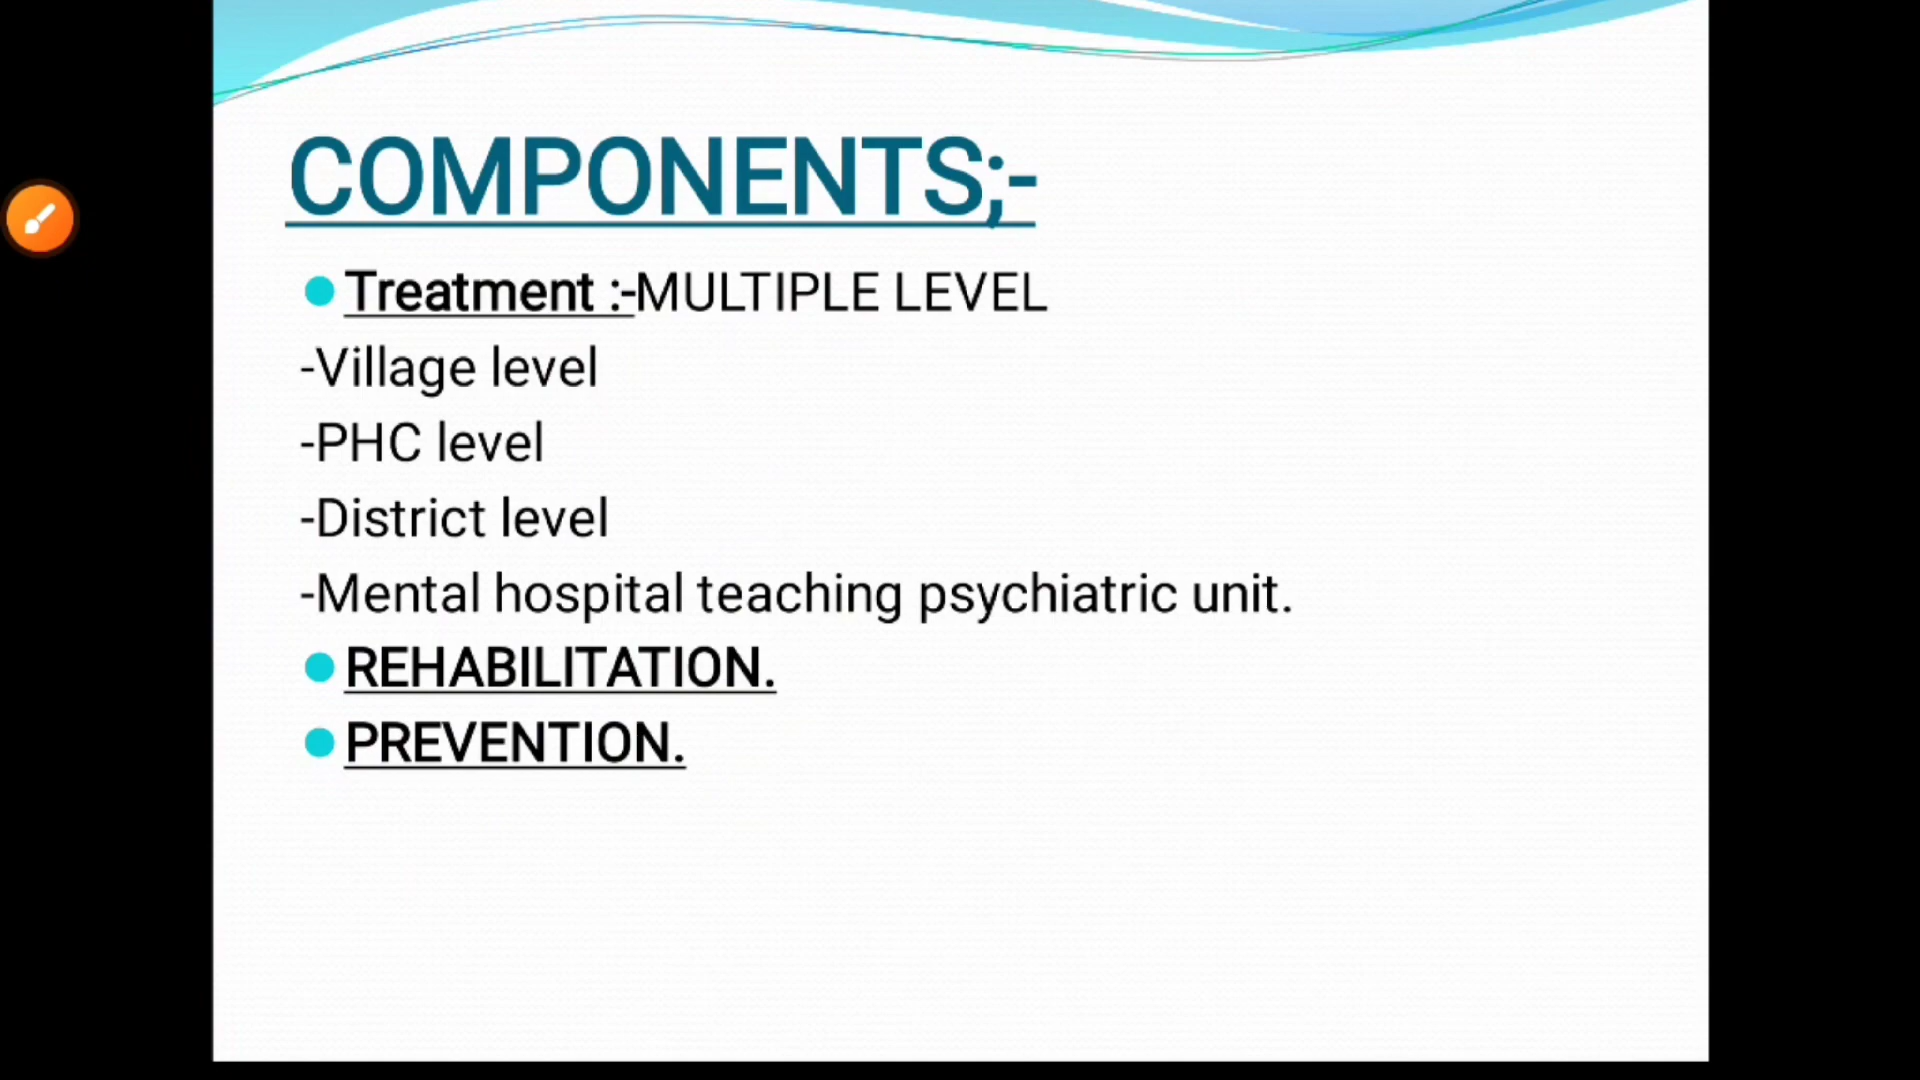 COMPONENTS;-
Treatment :-MULTIPLE LEVEL
-Village level
-PHC level
-District level
-Mental hospital teaching psychiatric unit.
REHABILITATION.
PREVENTION.